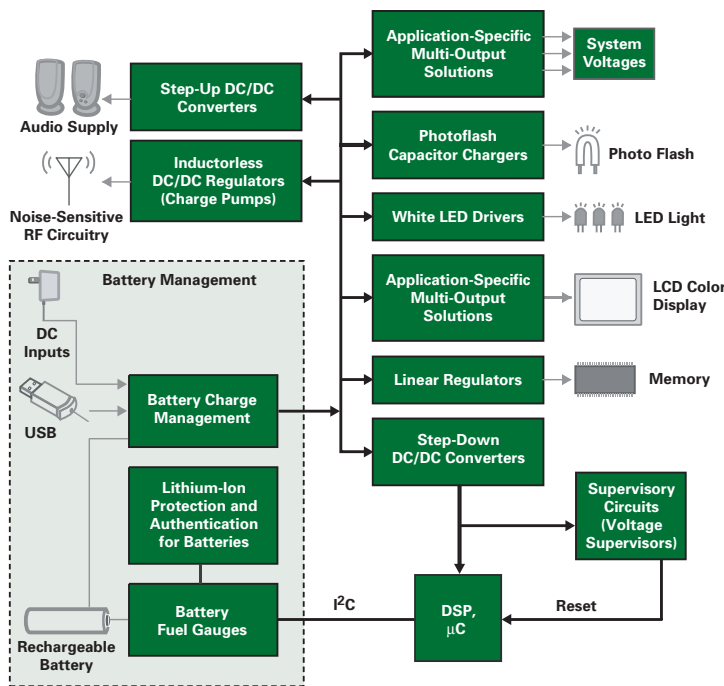 Application-Specific
Multi-Output
Solutions
System
Voltages
Step-Up DC/DC
Converters
Audio Supply
Photoflash
Capacitor Chargers
Photo Flash
Inductorless
DC/DC Regulators
(Charge Pumps)
Noise-Sensitive
RF Circuitry
White LED Drivers
LED Light
Battery Management
Application-Specific
Multi-Output
Solutions
LCD Color
Display
DC
Inputs
Linear Regulators
Memory
Battery Charge
Management
USB
Step-Down
DC/DC Converters
Lithium-Ion
Protection and
Authentication
for Batteries
Supervisory
Circuits
(Voltage
Supervisors)
Battery
Fuel Gauges
I²C
DSP,
µC
Reset
Rechargeable
Battery